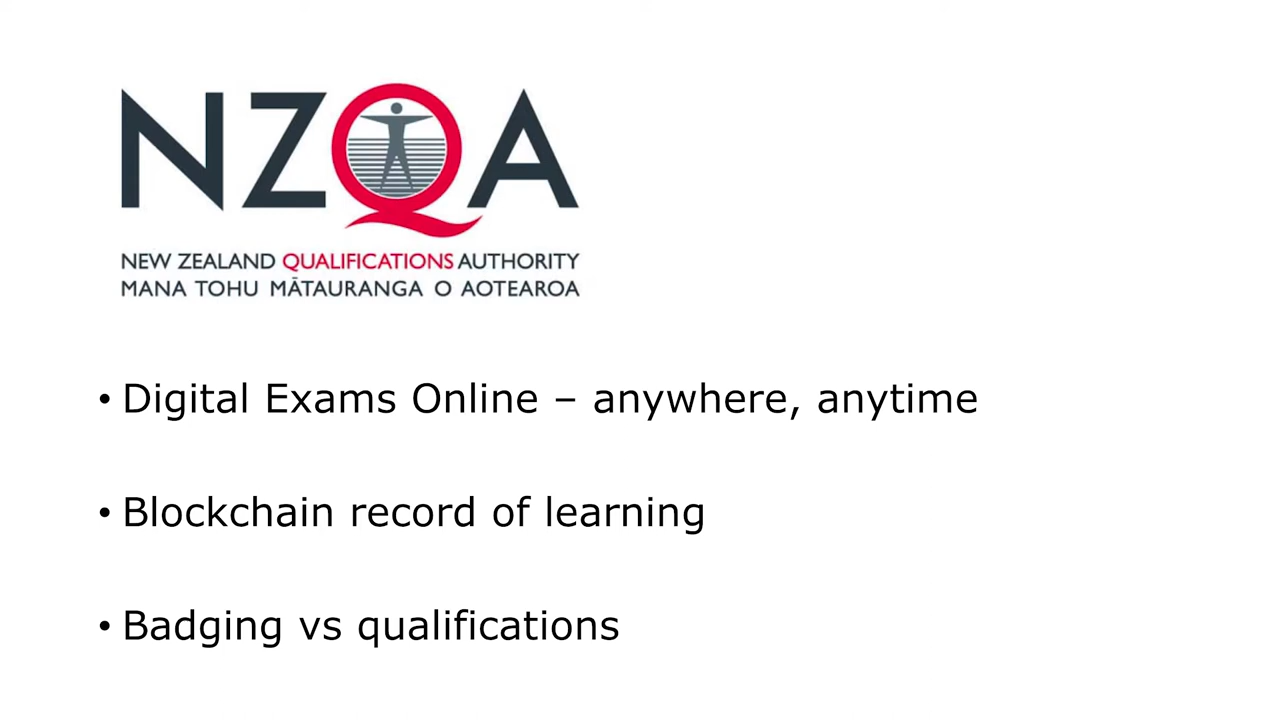 NZQA
NEW ZEALAND QUALIFICATIONS AUTHORITY
MANA TOHU MĀTAURANGA O AOTEAROA
• Digital Exams Online – anywhere, anytime
• Blockchain record of learning
• Badging vs qualifications